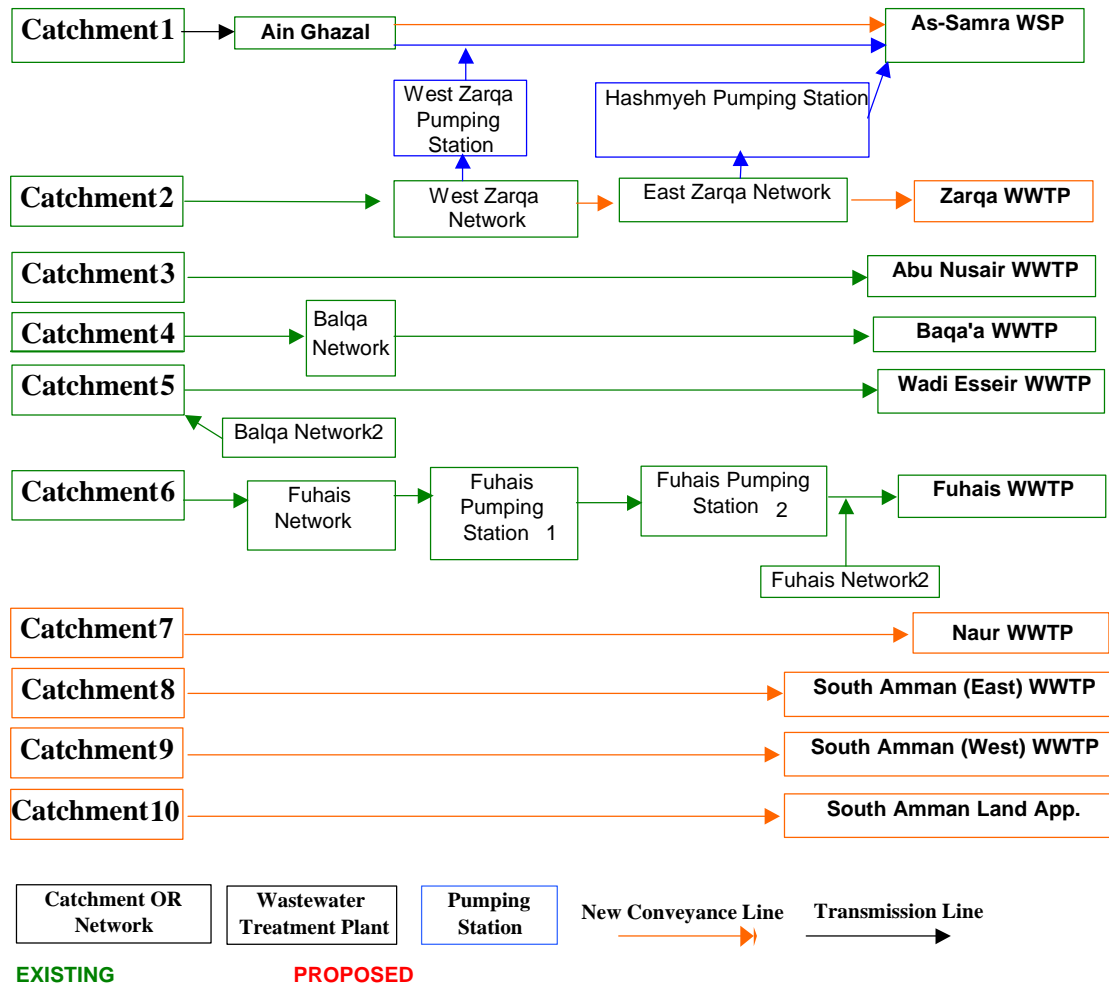 Catchment1
Ain Ghazal
As-Samra WSP
West Zarqa
Pumping
Station
Hashmyeh Pumping Station
Catchment2
West Zarqa
Network
East Zarqa Network
Zarqa WWTP
Catchment3
Abu Nusair WWTP
Catchment4
Balqa
Network
Baqa'a WWTP
Catchment5
Wadi Esseir WWTP
Balqa Network2
Catchment6
Fuhais
Network
Fuhais
Pumping
Station 1
Fuhais Pumping
Station 2
Fuhais WWTP
Fuhais Network2
Catchment7
Naur WWTP
Catchment8
South Amman (East) WWTP
Catchment9
South Amman (West) WWTP
Catchment10
South Amman Land App.
Catchment OR
Network
Wastewater
Treatment Plant
Pumping
Station
New Conveyance Line
Transmission Line
EXISTING
PROPOSED